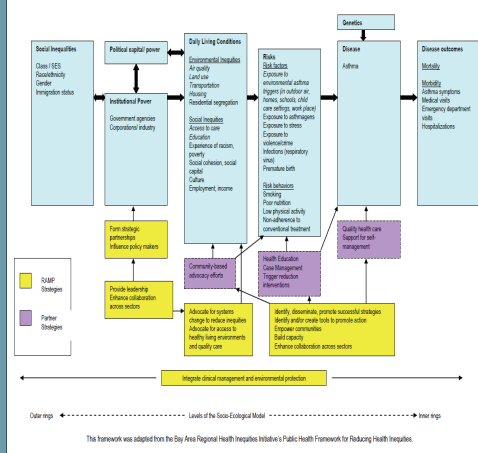 Genetics
Social Inequalities
Class / SES
Race/ethnicity
Gender
Immigration status
Political capital/ power
Institutional Power
Government agencies
Corporations/ industry
Daily Living Conditions
Environmental Inequities
Air quality
Land use
Transportation
Housing
Residential segregation
Social Inequities
Access to care
Education
Experience of racism,
poverty
Social cohesion, social
capital
Culture
Employment; income
Risks
Risk factors
Exposure to
environmental asthma
triggers (in outdoor air,
homes, schools, child
care settings, work place)
Exposure to asthmagens
Exposure to stress
Exposure to
violence/crime
Infections (respiratory
virus)
Premature birth
Risk behaviors
Smoking
Poor nutrition
Low physical activity
Non-adherence to
conventional treatment
Disease
Asthma
Disease outcomes
Mortality
Morbility
Asthma symptoms
Medical visits
Emergency department
visits
Hospitalizations
Form strategic
partnerships
Influence policy makers
Quality health care
Support for self-
management
Community-based
advocacy efforts
Health Education
Case Management
Trigger reduction
interventions
RAMP
Strategies
Partner
Strategies
Provide leadership
Enhance collaboration
across sectors
Advocate for systems
change to reduce inequities
Advocate for access to
healthy living environments
and quality care
Identify, disseminate, promote successful strategies
Identify and/or create tools to promote action
Empower communities
Build capacity
Enhance collaboration across sectors
Integrate clinical management and environmental protection
Outer rings
Levels of the Socio-Ecological Model
Inner rings
This framework was adapted from the Bay Area Regional Health Inequities Initiative's Public Health Framework for Reducing Health Inequities.